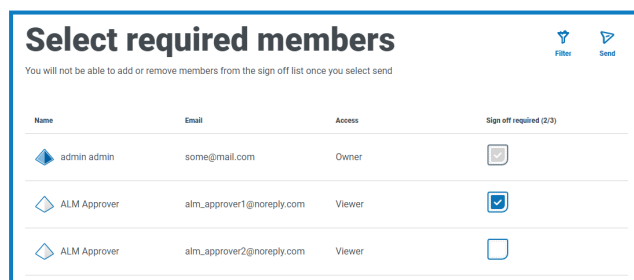 Select required members
Filter
Send
You will not be able to add or remove members from the sign off list once you select send
Name Email Access Sign off required (2/3)
admin admin some@mail.com Owner
ALM Approver alm_approver1@noreply.com Viewer
ALM Approver alm_approver2@noreply.com Viewer